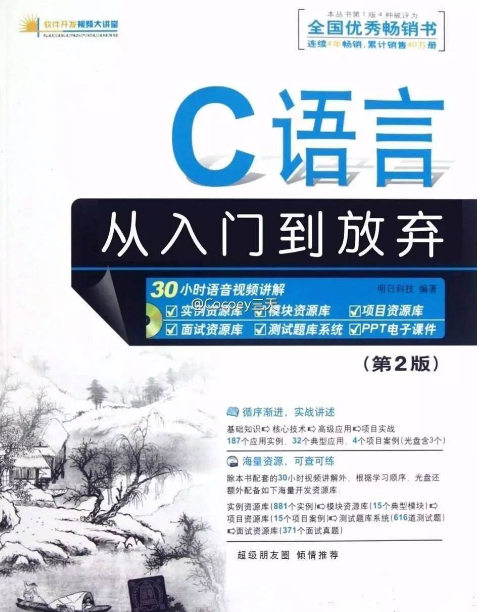 软件开发视频大讲堂
本丛书第1版4种被评为
全国优秀畅销书
连续4年畅销,累计销售40万册
C语言
从入门到放弃
30小时语音视频讲解
明日科技 编著
@Cocoey三天
实例资源库 模块资源库 项目资源库
面试资源库 测试题库系统 PPT电子课件
(第2版)
循序渐进,实战讲述
基础知识⇨核心技术⇨高级应用⇨项目实战
187个应用实例、32个典型应用、4个项目案例(光盘含3个)
海量资源,可查可练
除本书配套的30小时视频讲解外,根据学习顺序,光盘还
额外配备如下海量开发资源库:
实例资源库(881个实例)⇨模块资源库(15个典型模块)⇨
项目资源库(15个项目案例)⇨测试题库系统(616道测试题)
⇨面试资源库(371个面试真题)
超级朋友圈 倾情推荐